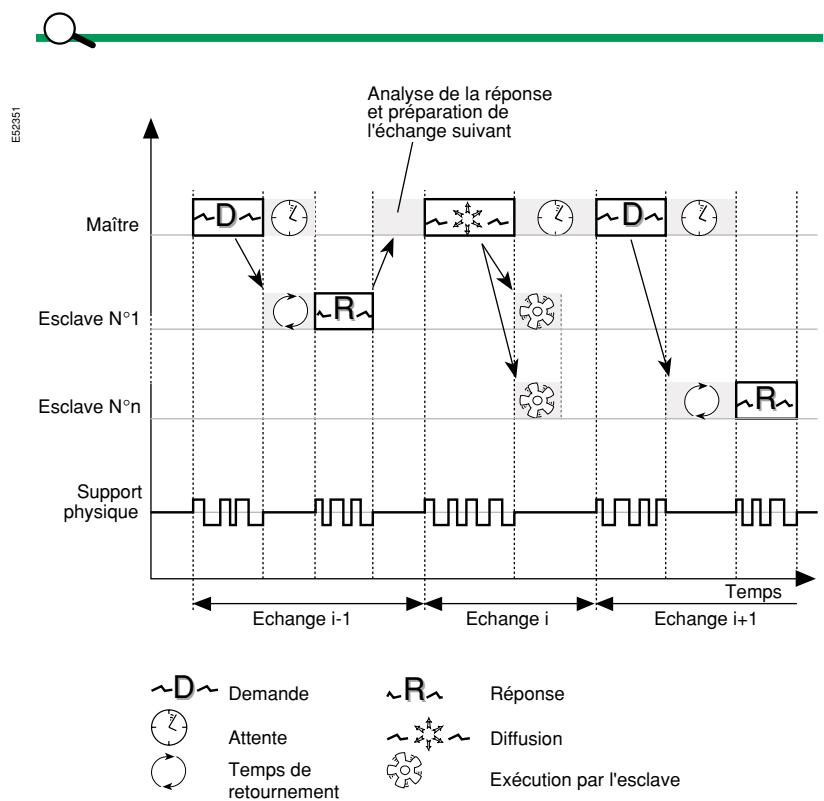 E52351
Analyse de la réponse
et préparation de
l'échange suivant
Maître
D
D
Esclave N°1
R
Esclave N°n
R
Support
physique
Temps
Echange i-1
Echange i
Echange i+1
D
Demande
R
Réponse
Attente
Diffusion
Temps de
retournement
Exécution par l'esclave